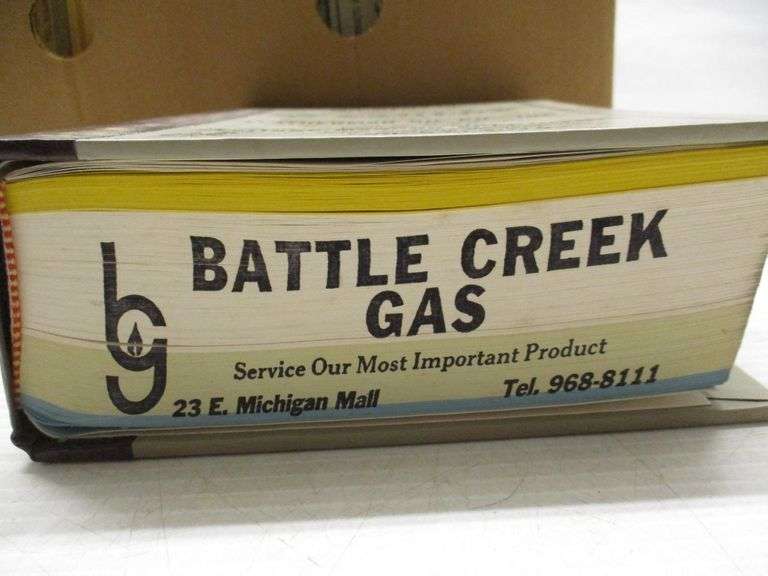 BATTLE CREEK
GAS
bg
Service Our Most Important Product
23 E. Michigan Mall
Tel. 968-8111